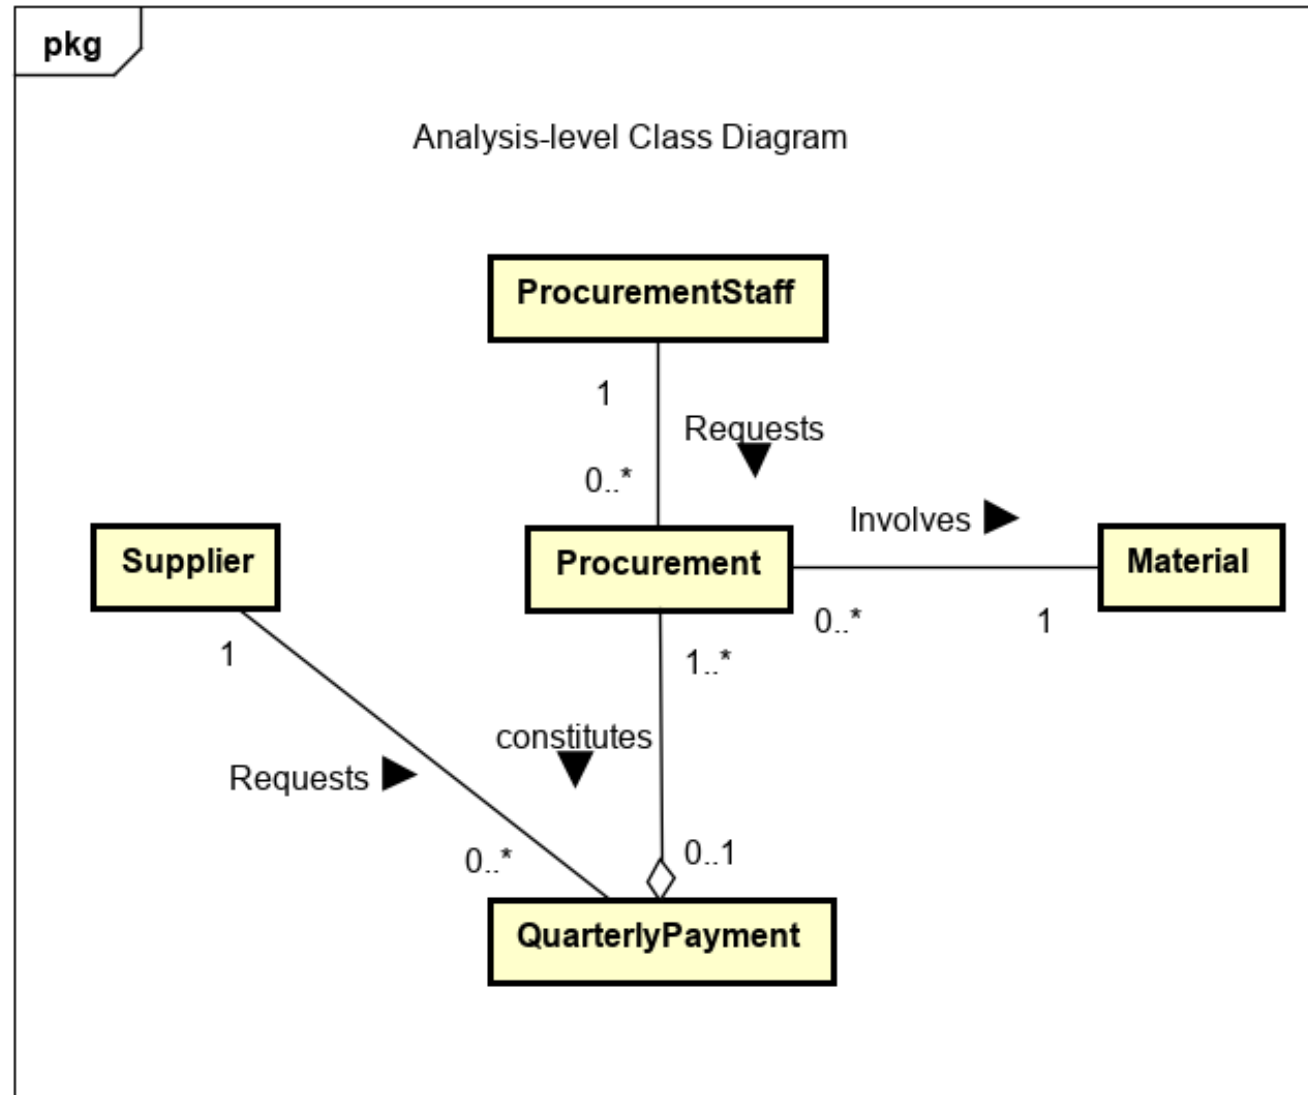 pkg
Analysis-level Class Diagram
ProcurementStaff
1
Requests
0..*
Involves
Supplier
Procurement
Material
0..*
1
1
1..*
constitutes
Requests
0..1
0..*
QuarterlyPayment